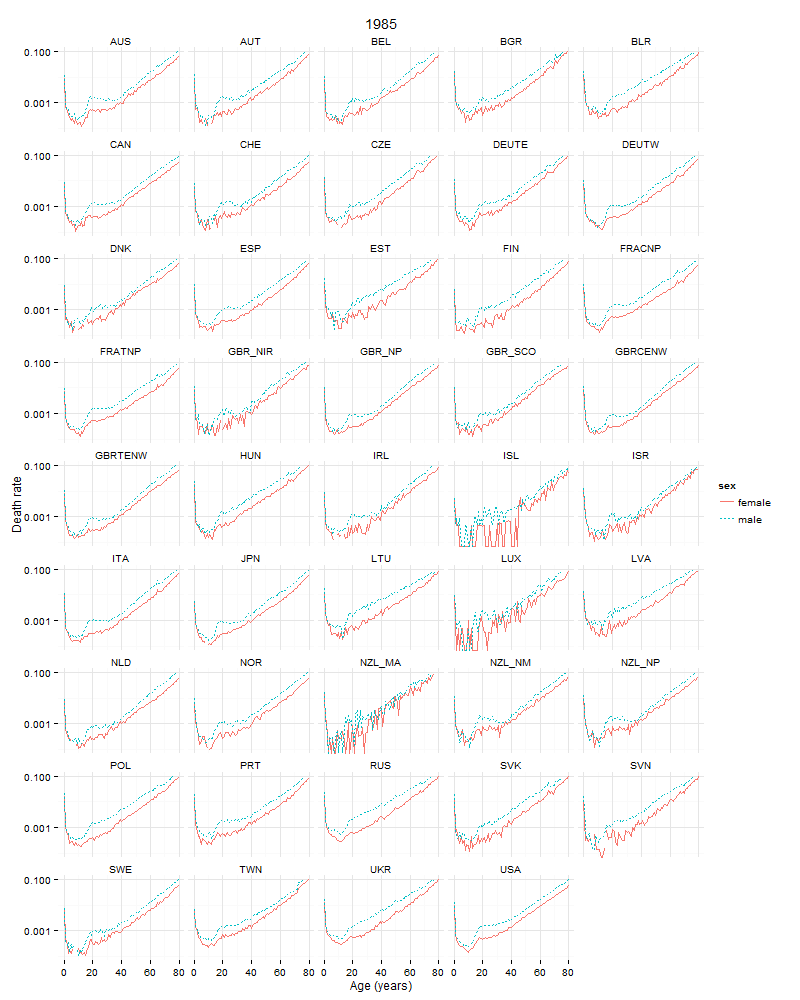 1985
AUS AUT BEL BGR BLR
0.100
0.001
CAN CHE CZE DEUTE DEUTW
0.100
0.001
DNK ESP EST FIN FRACNP
0.100
0.001
FRATNP GBR_NIR GBR_NP GBR_SCO GBRCENW
0.100
0.001
GBRTENW HUN IRL ISL ISR
0.100
0.001
Death rate
sex
female
male
ITA JPN LTU LUX LVA
0.100
0.001
NLD NOR NZL_MA NZL_NM NZL_NP
0.100
0.001
POL PRT RUS SVK SVN
0.100
0.001
SWE TWN UKR USA
0.100
0.001
0 20 40 60 80 0 20 40 60 80 0 20 40 60 80 0 20 40 60 80
Age (years)